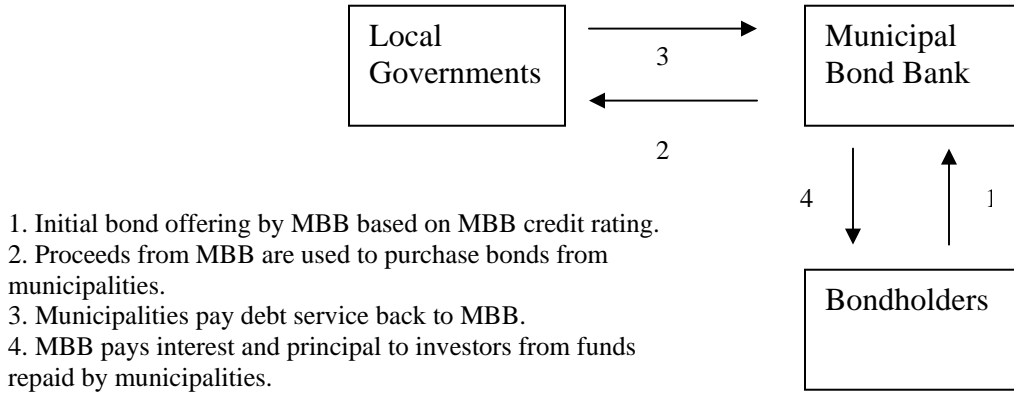 Local
Governments
3
Municipal
Bond Bank
2
4
1
1. Initial bond offering by MBB based on MBB credit rating.
2. Proceeds from MBB are used to purchase bonds from
municipalities.
3. Municipalities pay debt service back to MBB.
4. MBB pays interest and principal to investors from funds
repaid by municipalities.
Bondholders